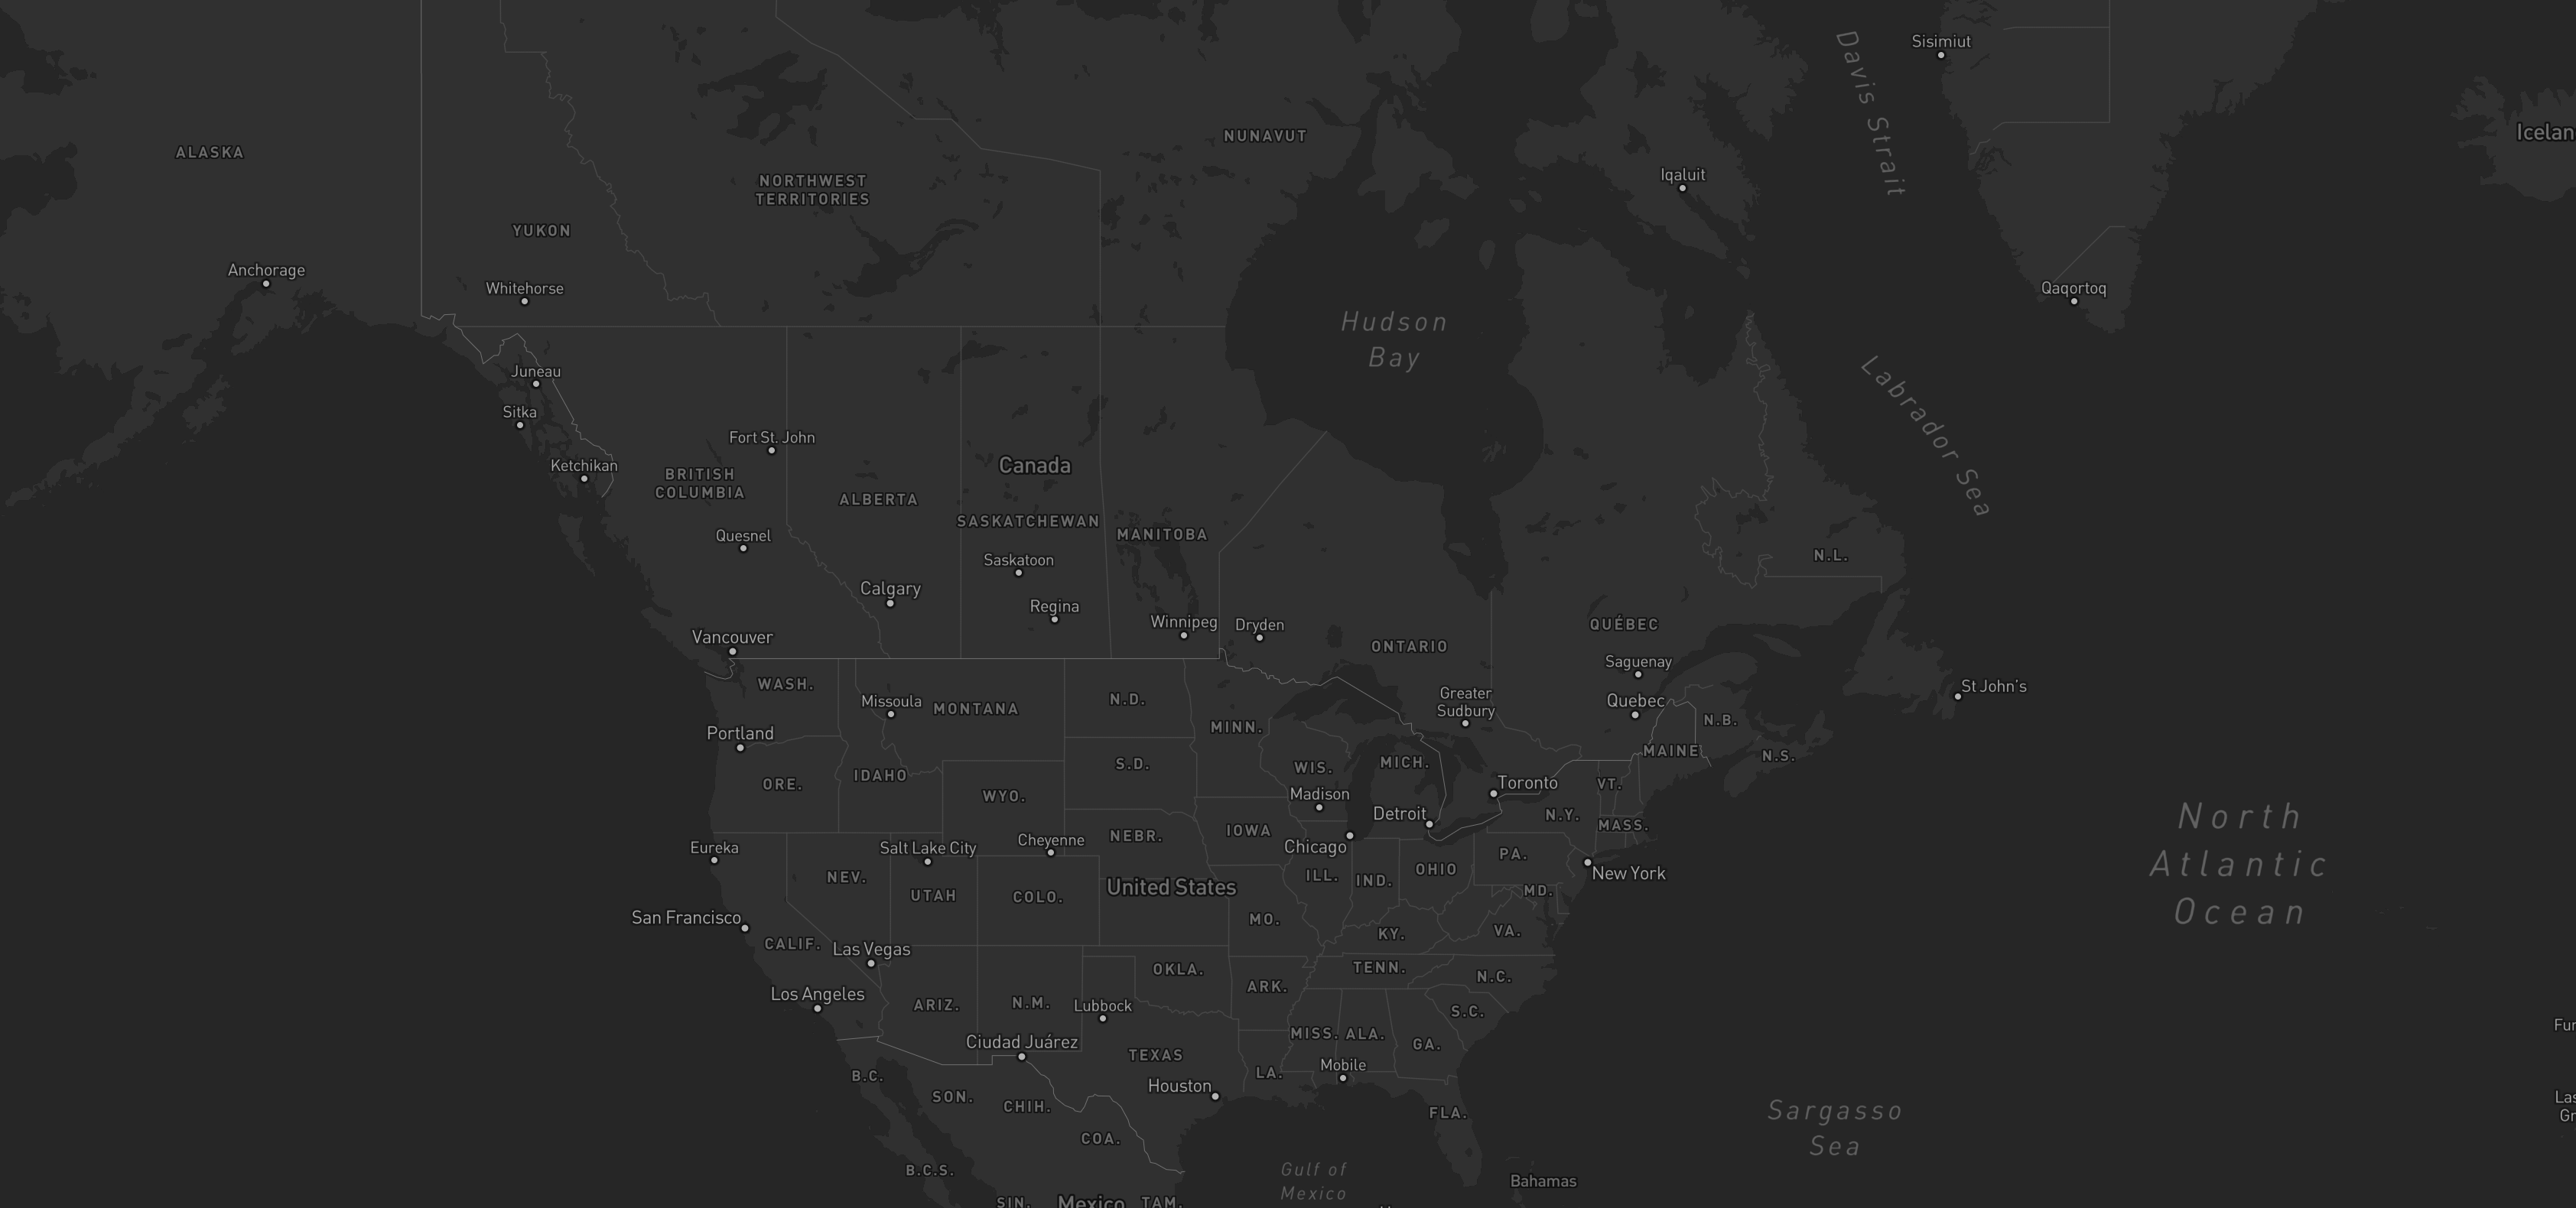 Sisimiut
Davis Strait
Icelan
NUNAVUT
ALASKA
NORTHWEST
TERRITORIES
Iqaluit
YUKON
Anchorage
Whitehorse
Qaqortoq
Hudson
Bay
Juneau
Sitka
Labrador Sea
Fort St. John
Ketchikan
BRITISH
COLUMBIA
Canada
ALBERTA
SASKATCHEWAN
MANITOBA
Quesnel
N.L.
Saskatoon
Calgary
Regina
Winnipeg
Dryden
QUÉBEC
Vancouver
ONTARIO
Saguenay
WASH.
St John's
Missoula
MONTANA
N.D.
Greater
Sudbury
Quebec
N.B.
MINN.
Portland
MAINE
N.S.
S.D.
WIS.
MICH.
IDAHO
ORE.
Toronto
VT.
WYO.
Madison
Detroit
N.Y.
North
Atlantic
Ocean
MASS.
IOWA
NEBR.
Cheyenne
Eureka
Salt Lake City
Chicago
PA.
OHIO
New York
NEV.
ILL.
IND.
United States
UTAH
COLO.
MD.
San Francisco
MO.
VA.
KY.
CALIF.
Las Vegas
TENN.
OKLA.
N.C.
ARK.
Los Angeles
ARIZ.
N.M.
Lubbock
S.C.
Fur
MISS.
ALA.
Ciudad Juárez
GA.
TEXAS
Mobile
LA.
B.C.
Houston
SON.
CHIH.
Las
Gr
FLA.
Sargasso
Sea
COA.
B.C.S.
Gulf of
Mexico
Bahamas
SIN.
Mexico
TAM.